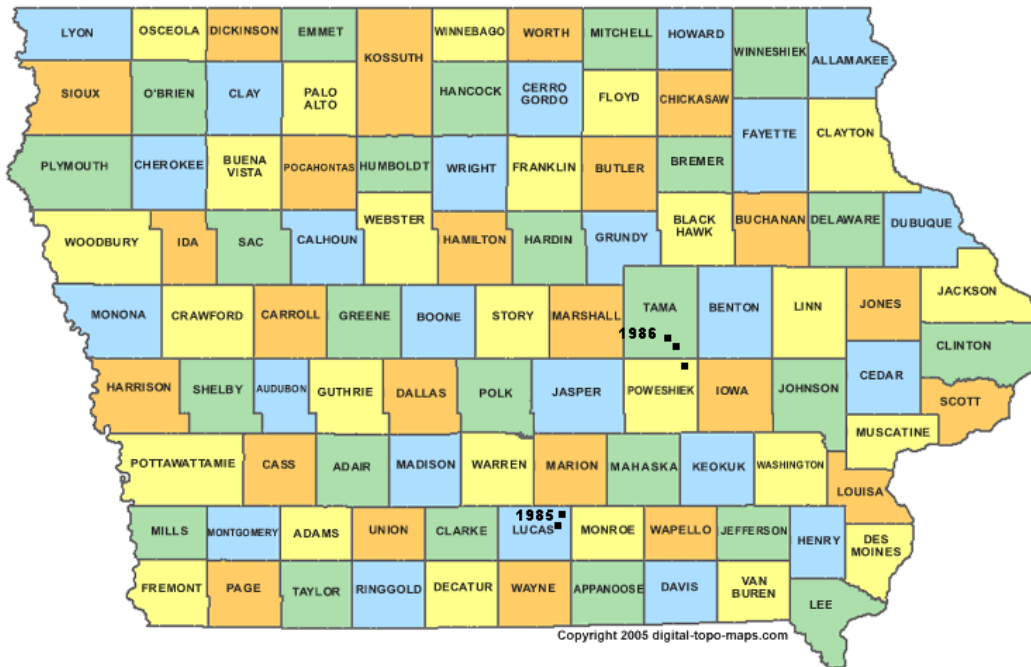 LYON
OSCEOLA
DICKINSON
EMMET
KOSSUTH
WINNEBAGO
WORTH
MITCHELL
HOWARD
WINNESHIEK
ALLAMAKEE
SIOUX
O'BRIEN
CLAY
PALO
ALTO
HANCOCK
CERRO
GORDO
FLOYD
CHICKASAW
FAYETTE
CLAYTON
PLYMOUTH
CHEROKEE
BUENA
VISTA
POCAHONTAS
HUMBOLDT
WRIGHT
FRANKLIN
BUTLER
BREMER
WOODBURY
IDA
SAC
CALHOUN
WEBSTER
HAMILTON
HARDIN
GRUNDY
BLACK
HAWK
BUCHANAN
DELAWARE
DUBUQUE
MONONA
CRAWFORD
CARROLL
GREENE
BOONE
STORY
MARSHALL
TAMA
1986
BENTON
LINN
JONES
JACKSON
CLINTON
HARRISON
SHELBY
AUDUBON
GUTHRIE
DALLAS
POLK
JASPER
POWESHIEK
IOWA
JOHNSON
CEDAR
SCOTT
MUSCATINE
POTTAWATTAMIE
CASS
ADAIR
MADISON
WARREN
MARION
MAHASKA
KEOKUK
WASHINGTON
LOUISA
MILLS
MONTGOMERY
ADAMS
UNION
CLARKE
1985
LUCAS
MONROE
WAPELLO
JEFFERSON
HENRY
DES
MOINES
FREMONT
PAGE
TAYLOR
RINGGOLD
DECATUR
WAYNE
APPANOOSE
DAVIS
VAN
BUREN
LEE
Copyright 2005 digital-topo-maps.com